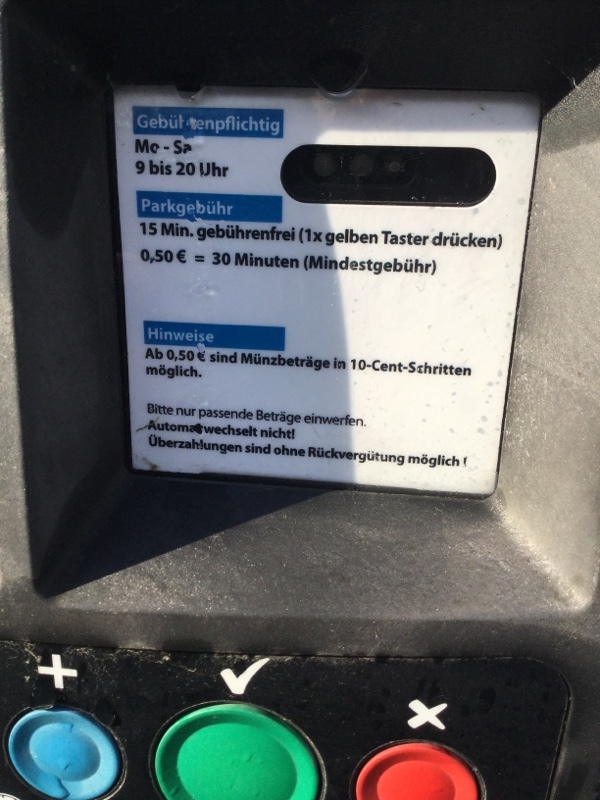 Gebührenpflichtig
Mo - Sa
9 bis 20 Uhr
Parkgebühr
15 Min. gebührenfrei (1x gelben Taster drücken)
0,50 € = 30 Minuten (Mindestgebühr)
Hinweise
Ab 0,50 € sind Münzbeträge in 10-Cent-Schritten
möglich.
Bitte nur passende Beträge einwerfen.
Automat wechselt nicht!
Überzahlungen sind ohne Rückvergütung möglich !